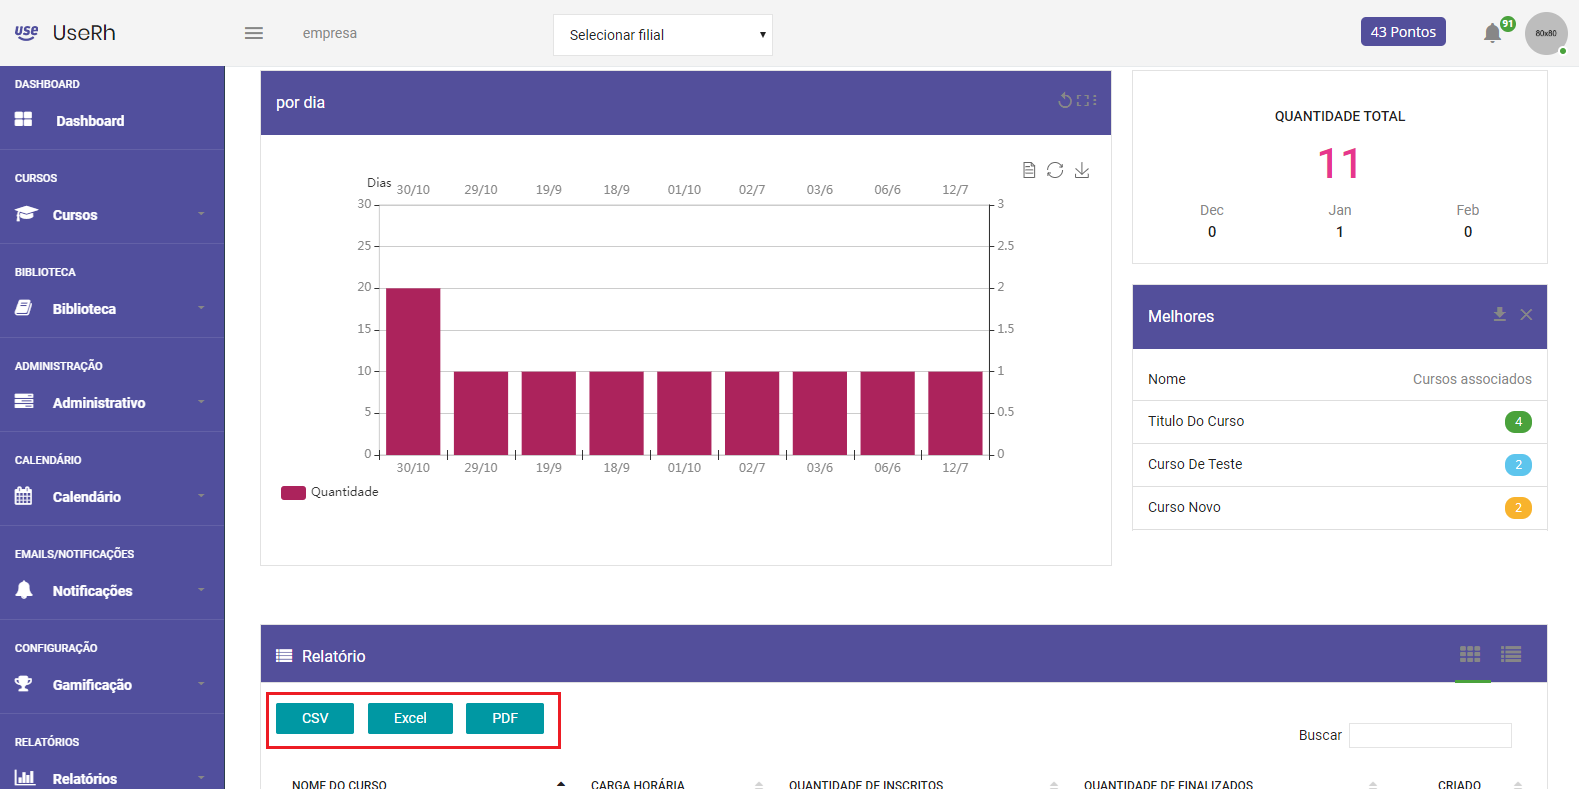 use UseRh
empresa
Selecionar filial
43 Pontos
91
80x80
DASHBOARD
Dashboard
CURSOS
Cursos
BIBLIOTECA
Biblioteca
ADMINISTRAÇÃO
Administrativo
CALENDÁRIO
Calendário
EMAILS/NOTIFICAÇÕES
Notificações
CONFIGURAÇÃO
Gamificação
RELATÓRIOS
Relatórios
por dia
Dias
30/10 29/10 19/9 18/9 01/10 02/7 03/6 06/6 12/7
30 3
25 2.5
20 2
15 1.5
10 1
5 0.5
0 0
30/10 29/10 19/9 18/9 01/10 02/7 03/6 06/6 12/7
Quantidade
QUANTIDADE TOTAL
11
Dec Jan Feb
0 1 0
Melhores
Nome Cursos associados
Titulo Do Curso 4
Curso De Teste 2
Curso Novo 2
Relatório
CSV Excel PDF
Buscar
NOME DO CURSO CARGA HORÁRIA QUANTIDADE DE INSCRITOS QUANTIDADE DE FINALIZADOS CRIADO